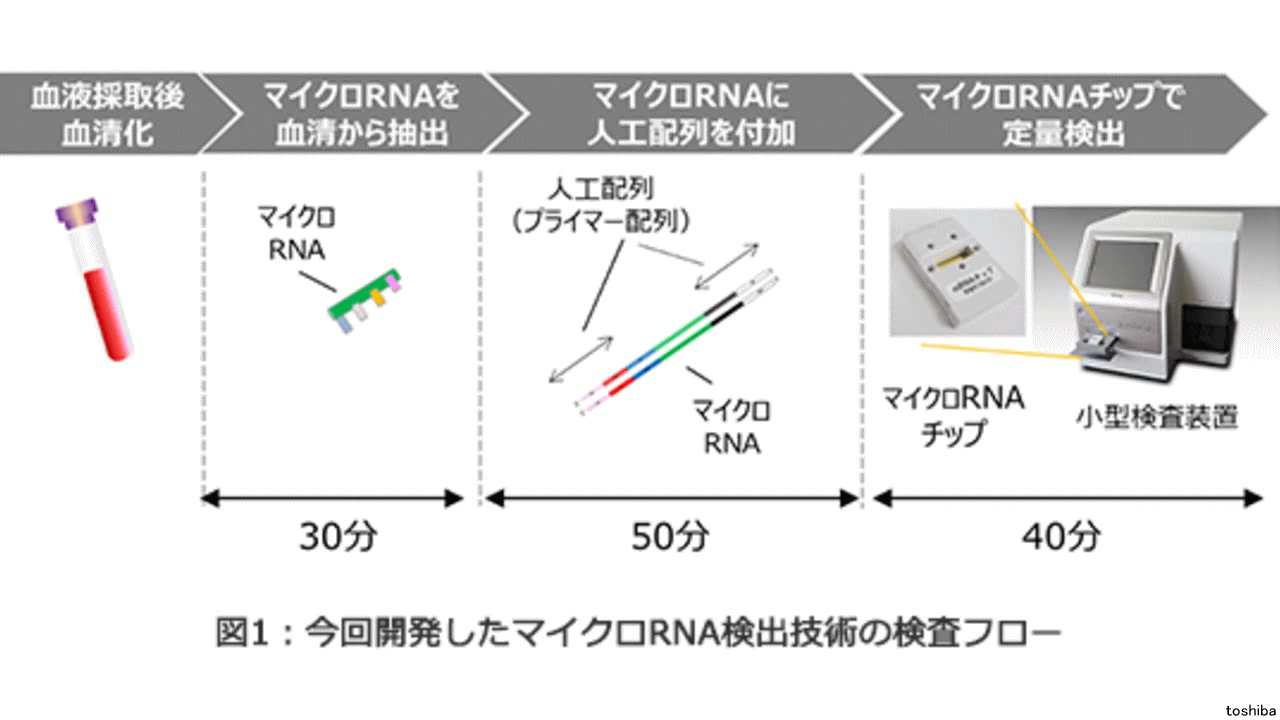 血液採取後
血清化
マイクロRNAを
血清から抽出
マイクロRNAに
人工配列を付加
マイクロRNAチップで
定量検出
マイクロ
RNA
人工配列
(プライマー配列)
マイクロ
RNA
マイクロRNA
チップ
小型検査装置
30分
50分
40分
図1：今回開発したマイクロRNA検出技術の検査フロー
toshiba